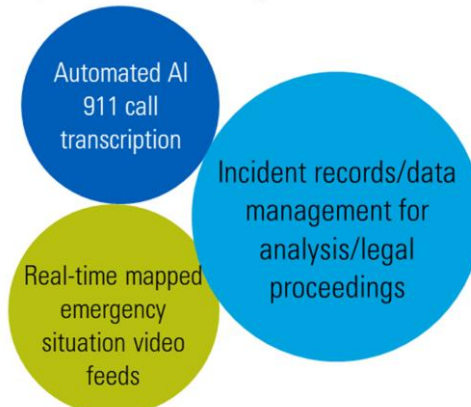 Automated AI
911 call
transcription
Incident records/data
management for
analysis/legal
proceedings
Real-time mapped
emergency
situation video
feeds